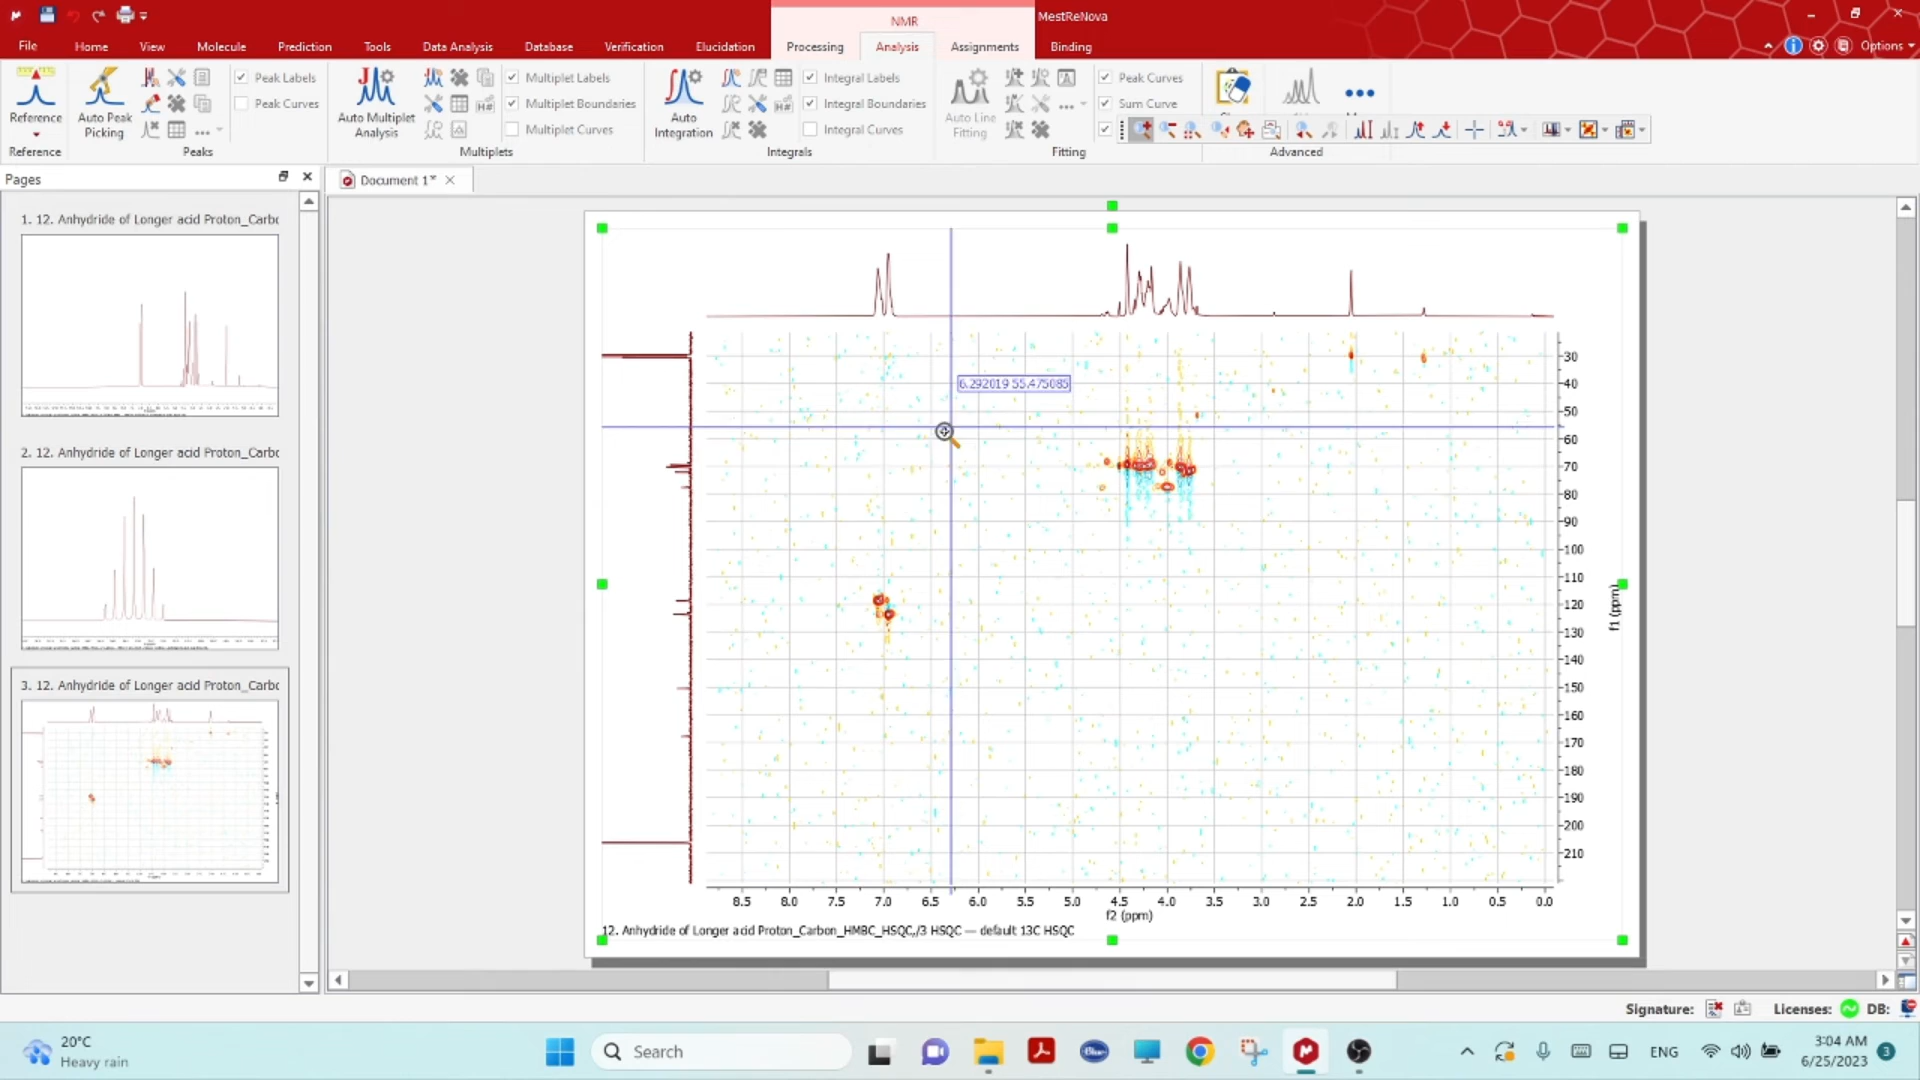 NMR
MestReNova
File
Home
View
Molecule
Prediction
Tools
Data Analysis
Database
Verification
Elucidation
Processing
Analysis
Assignments
Binding
Options
Reference
Reference
Auto Peak
Picking
Peak Labels
Peak Curves
Peaks
Auto Multiplet
Analysis
Multiplet Labels
Multiplet Boundaries
Multiplet Curves
Multiplets
Auto
Integration
Integral Labels
Integral Boundaries
Integral Curves
Integrals
Auto Line
Fitting
Peak Curves
Sum Curve
Fitting
Advanced
Pages
Document 1*
1. 12. Anhydride of Longer acid Proton_Carbo
2. 12. Anhydride of Longer acid Proton_Carbo
3. 12. Anhydride of Longer acid Proton_Carbo
6.292019 55.475085
30
40
50
60
70
80
90
100
110
120
130
140
150
160
170
180
190
200
210
f1 (ppm)
8.5 8.0 7.5 7.0 6.5 6.0 5.5 5.0 4.5 4.0 3.5 3.0 2.5 2.0 1.5 1.0 0.5 0.0
f2 (ppm)
12. Anhydride of Longer acid Proton_Carbon_HMBC_HSQC,/3 HSQC — default 13C HSQC
Signature:
Licenses:
DB:
20°C
Heavy rain
Search
ENG
3:04 AM
6/25/2023
3